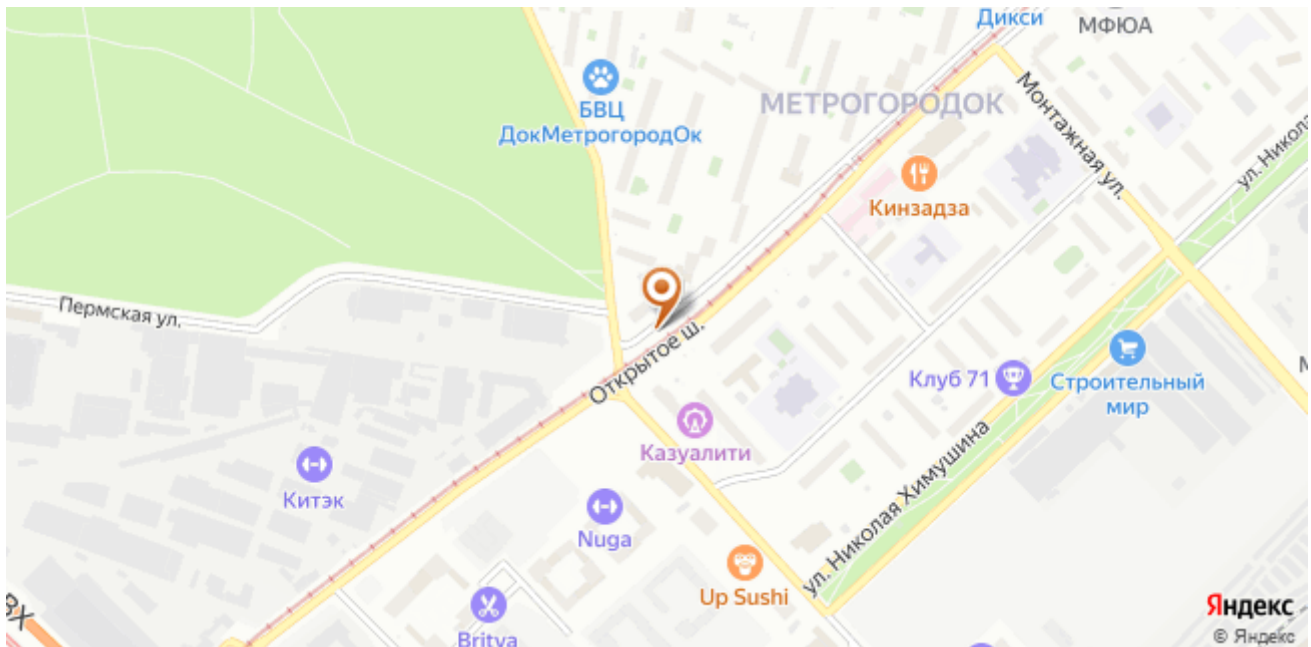 Дикси
МФЮА
БВЦ
ДокМетрогородОк
МЕТРОГОРОДОК
Монтажная ул.
ул. Никола
Кинзадза
Пермская ул.
Открытое ш.
Клуб 71
Строительный
мир
Казуалити
Китэк
Nuga
ул. Николая Химушина
Up Sushi
Britva
ВХ
Яндекс
© Яндекс